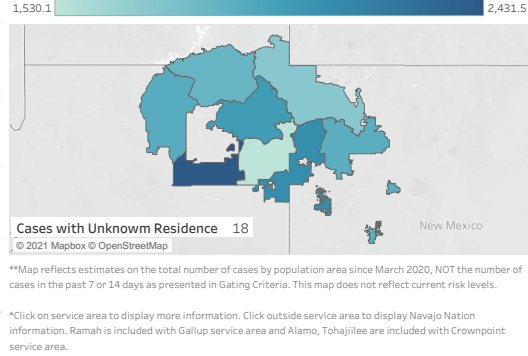 1,530.1 2,431.5
New Mexico
Cases with Unknowm Residence 18
© 2021 Mapbox © OpenStreetMap
**Map reflects estimates on the total number of cases by population area since March 2020, NOT the number of
cases in the past 7 or 14 days as presented in Gating Criteria. This map does not reflect current risk levels.
*Click on service area to display more information. Click outside service area to display Navajo Nation
information. Ramah is included with Gallup service area and Alamo, Tohajiilee are included with Crownpoint
service area.